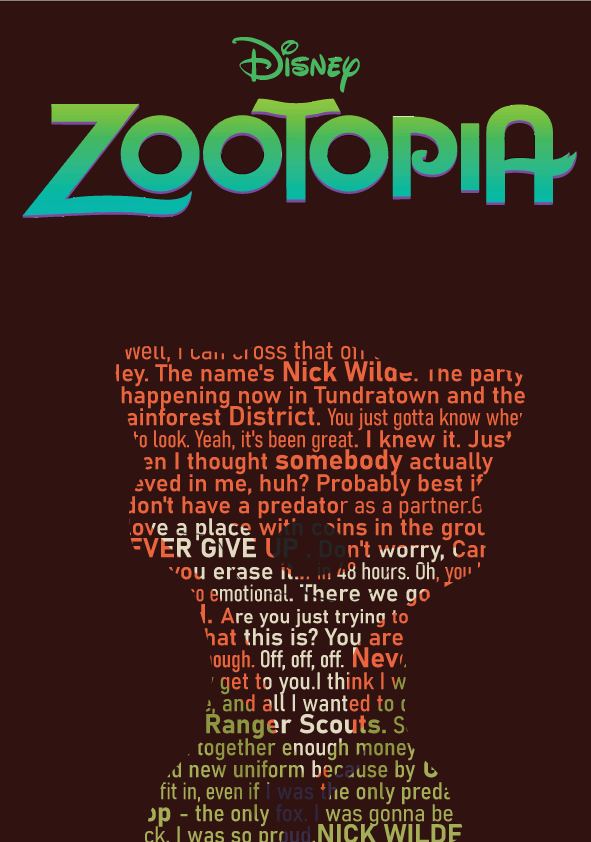 Disney
ZOOTOPIA
Well, I can cross that off
ley. The name's Nick Wilde. The party
happening now in Tundratown and the
ainforest District. You just gotta know whe
to look. Yeah, it's been great. I knew it. Just
en I thought somebody actually
eved in me, huh? Probably best if
don't have a predator as a partner.G
ove a place with coins in the grou
EVER GIVE UP . Don't worry, Car
you erase it... in 48 hours. Oh, you
so emotional. There we go
d. Are you just trying to
hat this is? You are
ough. Off, off, off. Neve
get to you.I think I w
e, and all I wanted to d
Ranger Scouts. S
together enough money
d new uniform because by G
fit in, even if I was the only preda
op - the only fox. I was gonna be
ck. I was so proud.NICK WILDE